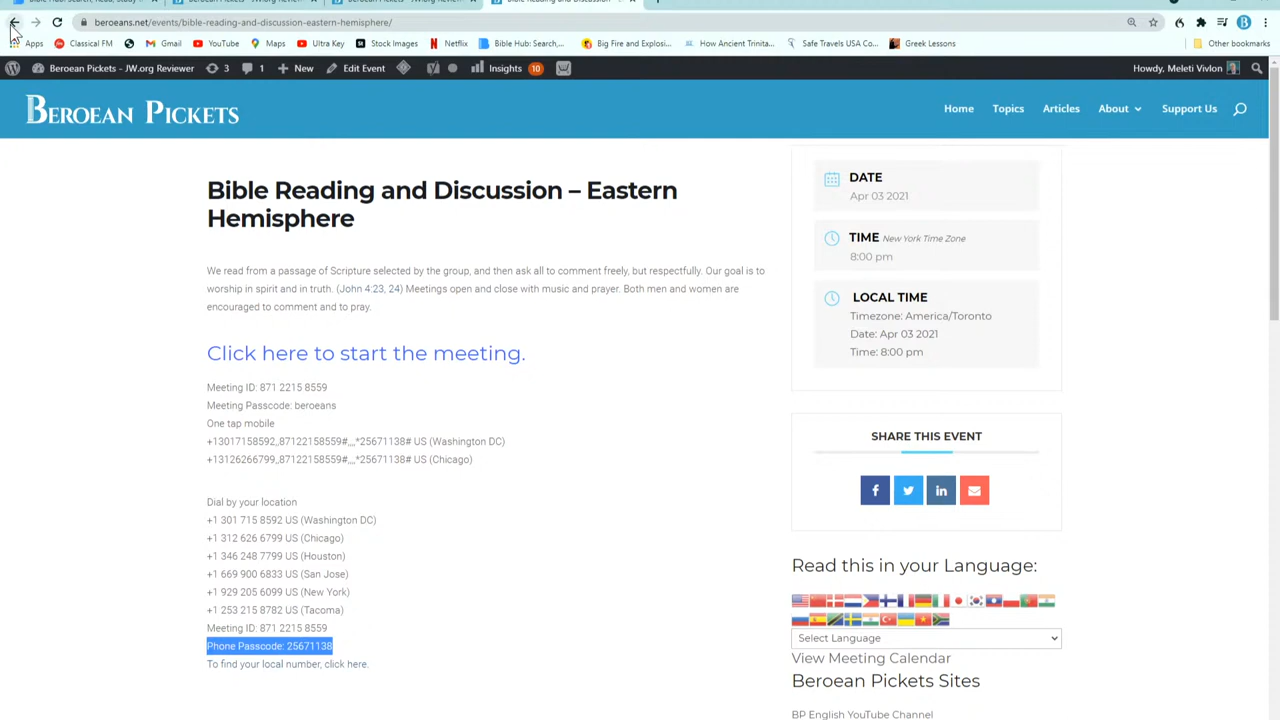 beroeans.net/events/bible-reading-and-discussion-eastern-hemisphere/
Apps Classical FM Gmail YouTube Maps Ultra Key Stock Images Netflix Bible Hub: Search,... Big Fire and Explosi... How Ancient Trinita... Safe Travels USA Co... Greek Lessons Other bookmarks
Beroean Pickets - JW.org Reviewer 3 1 New Edit Event Insights 10 Howdy, Meleti Vivlon
BEROEAN PICKETS Home Topics Articles About Support Us
Bible Reading and Discussion – Eastern
Hemisphere
We read from a passage of Scripture selected by the group, and then ask all to comment freely, but respectfully. Our goal is to
worship in spirit and in truth. (John 4:23, 24) Meetings open and close with music and prayer. Both men and women are
encouraged to comment and to pray.
Click here to start the meeting.
Meeting ID: 871 2215 8559
Meeting Passcode: beroeans
One tap mobile
+13017158592,,87122158559#,,,,*25671138# US (Washington DC)
+13126266799,,87122158559#,,,,*25671138# US (Chicago)
Dial by your location
+1 301 715 8592 US (Washington DC)
+1 312 626 6799 US (Chicago)
+1 346 248 7799 US (Houston)
+1 669 900 6833 US (San Jose)
+1 929 205 6099 US (New York)
+1 253 215 8782 US (Tacoma)
Meeting ID: 871 2215 8559
Phone Passcode: 25671138
To find your local number, click here.
DATE
Apr 03 2021
TIME New York Time Zone
8:00 pm
LOCAL TIME
Timezone: America/Toronto
Date: Apr 03 2021
Time: 8:00 pm
SHARE THIS EVENT
Read this in your Language:
Select Language
View Meeting Calendar
Beroean Pickets Sites
BP English YouTube Channel